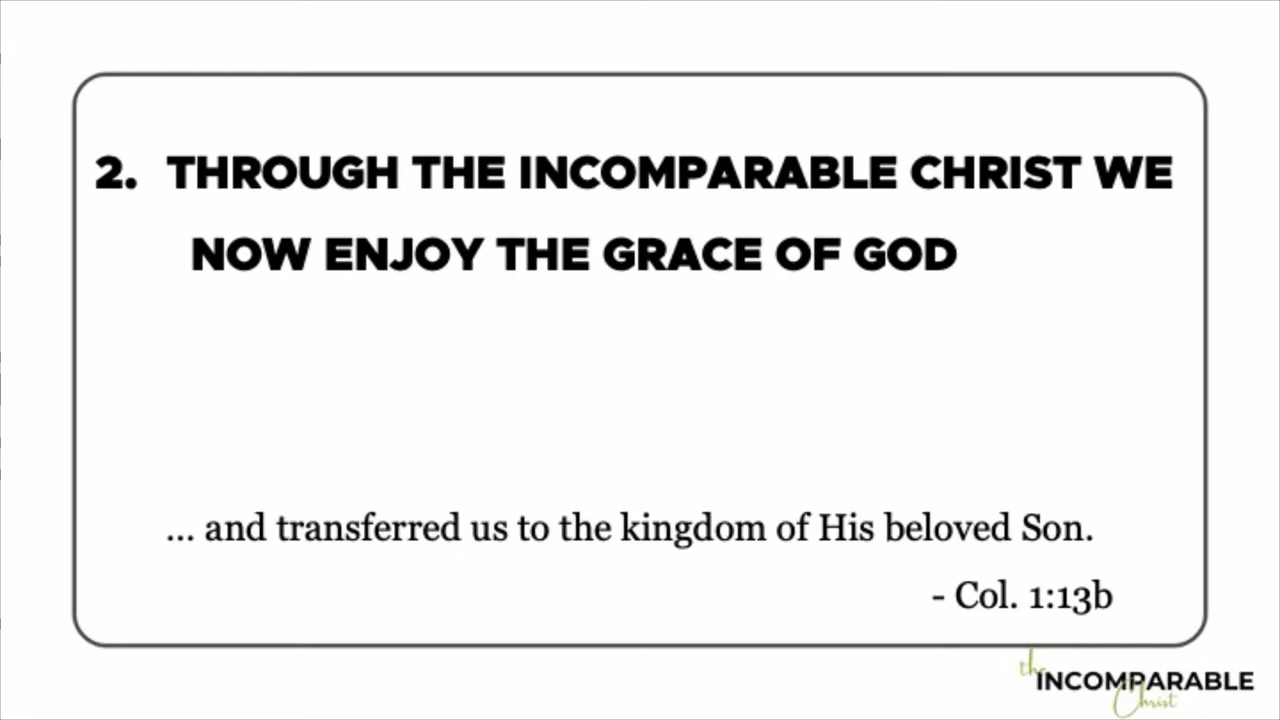 2. THROUGH THE INCOMPARABLE CHRIST WE
NOW ENJOY THE GRACE OF GOD
... and transferred us to the kingdom of His beloved Son.
- Col. 1:13b
the
INCOMPARABLE
Christ